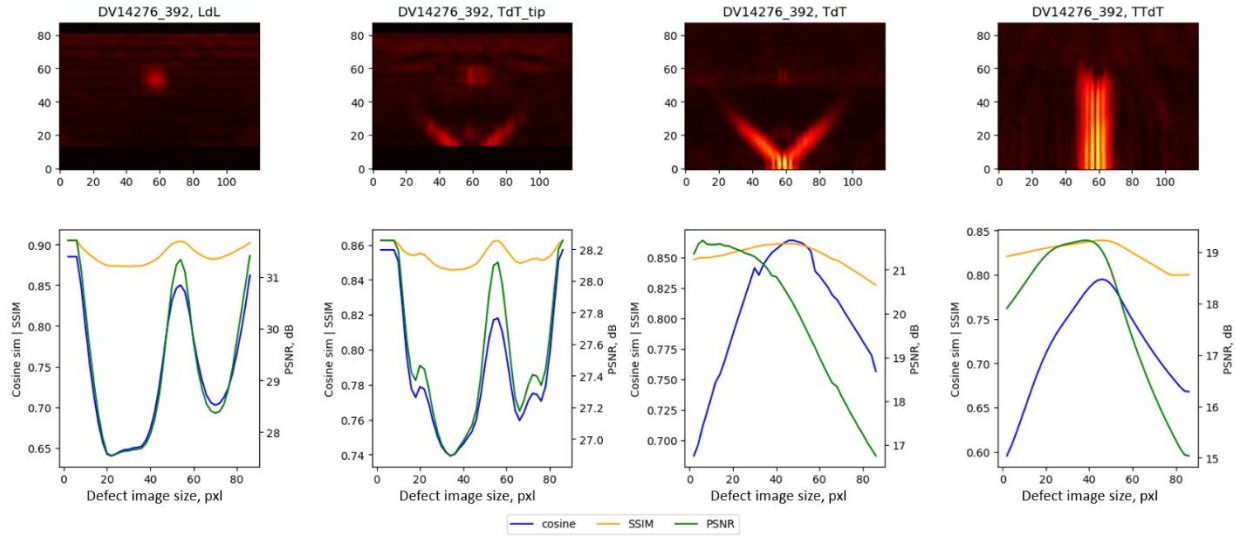 DV14276_392, LdL
DV14276_392, TdT_tip
DV14276_392, TdT
DV14276_392, TTdT
80
60
40
20
0
0 20 40 60 80 100
80
60
40
20
0
0 20 40 60 80 100
80
60
40
20
0
0 20 40 60 80 100
80
60
40
20
0
0 20 40 60 80 100
Cosine sim | SSIM
0.90
0.85
0.80
0.75
0.70
0.65
0 20 40 60 80
31
30
29
28
PSNR, dB
Defect image size, pxl
Cosine sim | SSIM
0.86
0.84
0.82
0.80
0.78
0.76
0.74
0 20 40 60 80
28.2
28.0
27.8
27.6
27.4
27.2
27.0
PSNR, dB
Defect image size, pxl
Cosine sim | SSIM
0.850
0.825
0.800
0.775
0.750
0.725
0.700
0 20 40 60 80
21
20
19
18
17
PSNR, dB
Defect image size, pxl
Cosine sim | SSIM
0.85
0.80
0.75
0.70
0.65
0.60
0 20 40 60 80
19
18
17
16
15
PSNR, dB
Defect image size, pxl
cosine SSIM PSNR